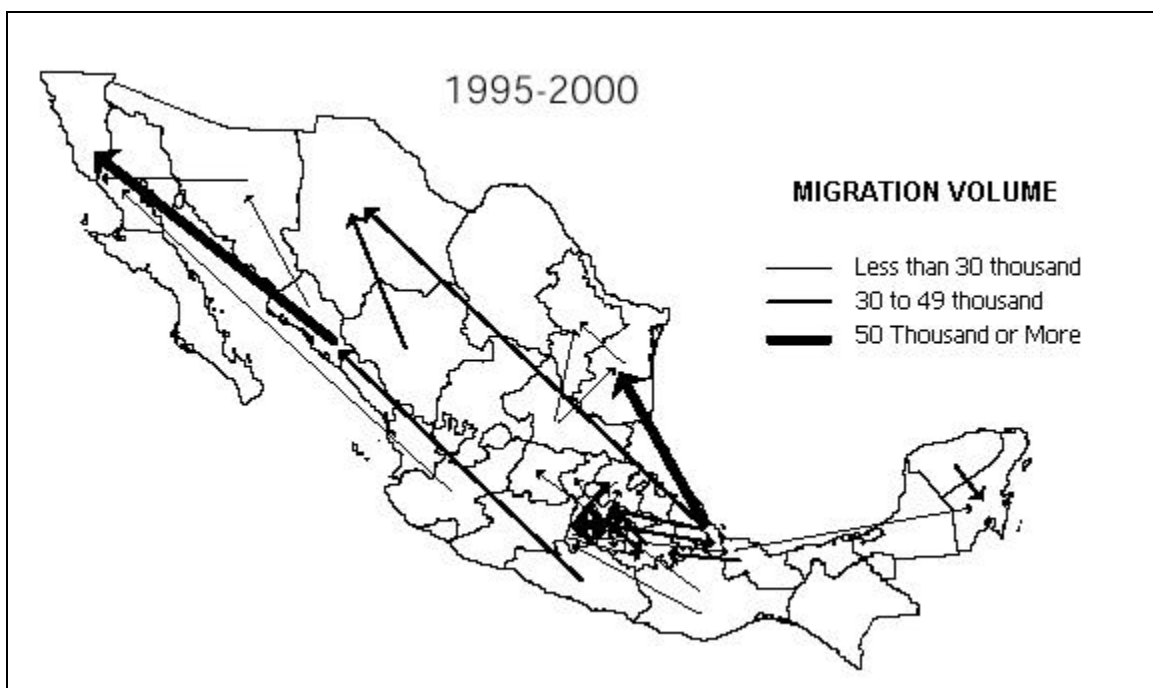 1995-2000
MIGRATION VOLUME
Less than 30 thousand
30 to 49 thousand
50 Thousand or More